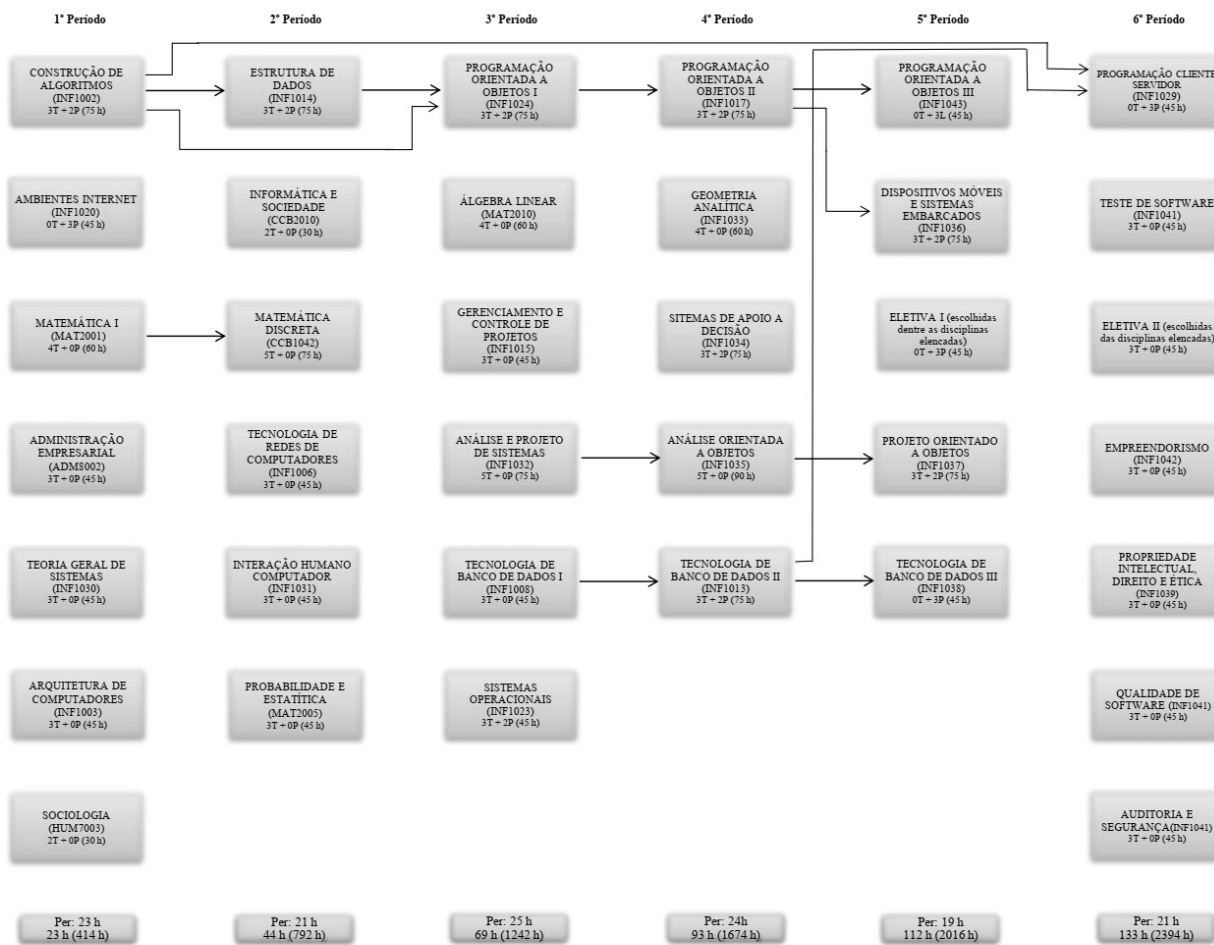 1º Período
2º Período
3º Período
4º Período
5º Período
6º Período
CONSTRUÇÃO DE
ALGORITMOS
(INF1002)
3T + 2P (75 h)
ESTRUTURA DE
DADOS
(INF1014)
3T + 2P (75 h)
PROGRAMAÇÃO
ORIENTADA A
OBJETOS I
(INF1024)
3T + 2P (75 h)
PROGRAMAÇÃO
ORIENTADA A
OBJETOS II
(INF1017)
3T + 2P (75 h)
PROGRAMAÇÃO
ORIENTADA A
OBJETOS III
(INF1043)
0T + 3L (45 h)
PROGRAMAÇÃO CLIENTE
SERVIDOR
(INF1029)
0T + 3P (45 h)
AMBIENTES INTERNET
(INF1020)
0T + 3P (45 h)
INFORMÁTICA E
SOCIEDADE
(CCB2010)
2T + 0P (30 h)
ÁLGEBRA LINEAR
(MAT2010)
4T + 0P (60 h)
GEOMETRIA
ANALÍTICA
(INF1033)
4T + 0P (60 h)
DISPOSITIVOS MÓVEIS
E SISTEMAS
EMBARCADOS
(INF1036)
3T + 2P (75 h)
TESTE DE SOFTWARE
(INF1041)
3T + 0P (45 h)
MATEMÁTICA I
(MAT2001)
4T + 0P (60 h)
MATEMÁTICA
DISCRETA
(CCB1042)
5T + 0P (75 h)
GERENCIAMENTO E
CONTROLE DE
PROJETOS
(INF1015)
3T + 0P (45 h)
SITEMAS DE APOIO A
DECISÃO
(INF1034)
3T + 2P (75 h)
ELETIVA I (escolhidas
dentre as disciplinas
elencadas)
0T + 3P (45 h)
ELETIVA II (escolhidas
das disciplinas elencadas)
3T + 0P (45 h)
ADMINISTRAÇÃO
EMPRESARIAL
(ADM8002)
3T + 0P (45 h)
TECNOLOGIA DE
REDES DE
COMPUTADORES
(INF1006)
3T + 0P (45 h)
ANÁLISE E PROJETO
DE SISTEMAS
(INF1032)
5T + 0P (75 h)
ANÁLISE ORIENTADA
A OBJETOS
(INF1035)
5T + 0P (90 h)
PROJETO ORIENTADO
A OBJETOS
(INF1037)
3T + 2P (75 h)
EMPREENDORISMO
(INF1042)
3T + 0P (45 h)
TEORIA GERAL DE
SISTEMAS
(INF1030)
3T + 0P (45 h)
INTERAÇÃO HUMANO
COMPUTADOR
(INF1031)
3T + 0P (45 h)
TECNOLOGIA DE
BANCO DE DADOS I
(INF1008)
3T + 0P (45 h)
TECNOLOGIA DE
BANCO DE DADOS II
(INF1013)
3T + 2P (75 h)
TECNOLOGIA DE
BANCO DE DADOS III
(INF1038)
0T + 3P (45 h)
PROPRIEDADE
INTELECTUAL,
DIREITO E ÉTICA
(INF1039)
3T + 0P (45 h)
ARQUITETURA DE
COMPUTADORES
(INF1003)
3T + 0P (45 h)
PROBABILIDADE E
ESTATÍTICA
(MAT2005)
3T + 0P (45 h)
SISTEMAS
OPERACIONAIS
(INF1023)
3T + 2P (45 h)
QUALIDADE DE
SOFTWARE (INF1041)
3T + 0P (45 h)
SOCIOLOGIA
(HUM7003)
2T + 0P (30 h)
AUDITORIA E
SEGURANÇA(INF1041)
3T + 0P (45 h)
Per: 23 h
23 h (414 h)
Per: 21 h
44 h (792 h)
Per: 25 h
69 h (1242 h)
Per: 24h
93 h (1674 h)
Per: 19 h
112 h (2016 h)
Per: 21 h
133 h (2394 h)